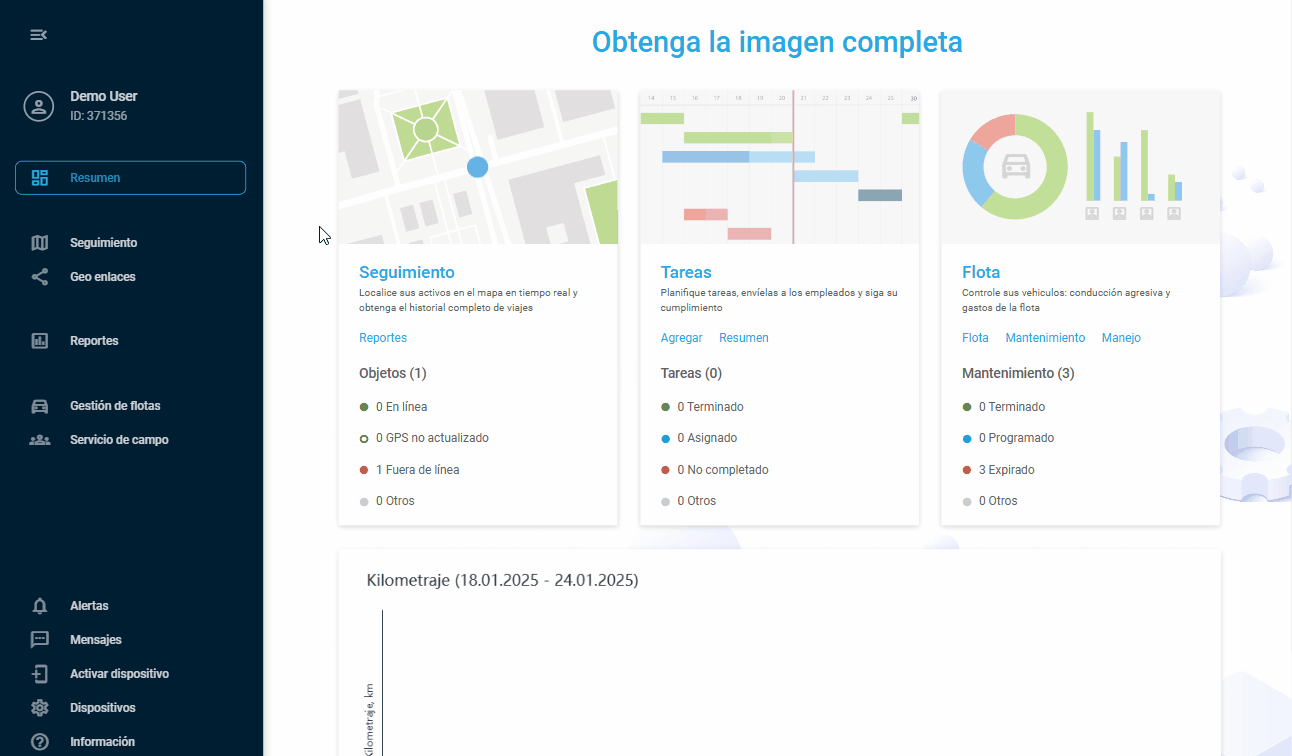 Demo User
ID: 371356
Resumen
Seguimiento
Geo enlaces
Reportes
Gestión de flotas
Servicio de campo
Alertas
Mensajes
Activar dispositivo
Dispositivos
Información
Obtenga la imagen completa
Seguimiento
Localice sus activos en el mapa en tiempo real y
obtenga el historial completo de viajes
Reportes
Objetos (1)
0 En línea
0 GPS no actualizado
1 Fuera de línea
0 Otros
14 15 16 17 18 19 20 21 22 23 24 25 30
Tareas
Planifique tareas, envíelas a los empleados y siga su
cumplimiento
Agregar Resumen
Tareas (0)
0 Terminado
0 Asignado
0 No completado
0 Otros
Flota
Controle sus vehiculos: conducción agresiva y
gastos de la flota
Flota Mantenimiento Manejo
Mantenimiento (3)
0 Terminado
0 Programado
3 Expirado
0 Otros
Kilometraje (18.01.2025 - 24.01.2025)
Kilometraje, km